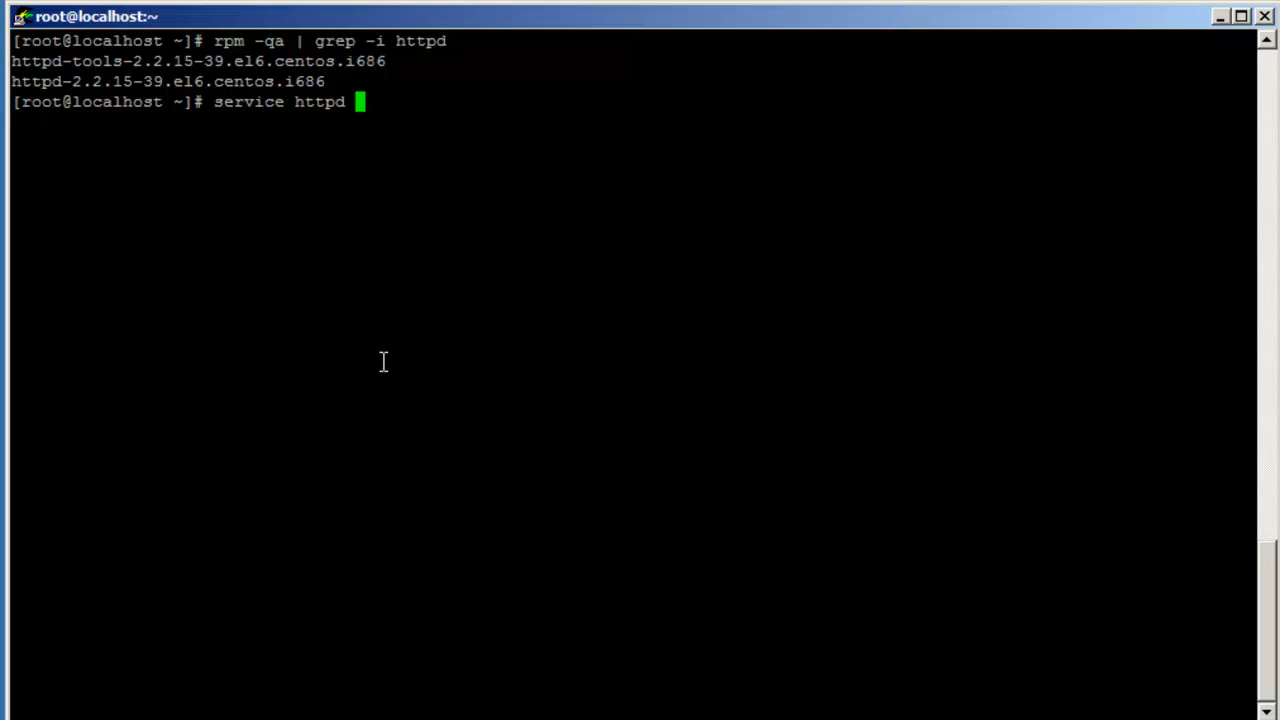 root@localhost:~
[root@localhost ~]# rpm -qa | grep -i httpd
httpd-tools-2.2.15-39.el6.centos.i686
httpd-2.2.15-39.el6.centos.i686
[root@localhost ~]# service httpd